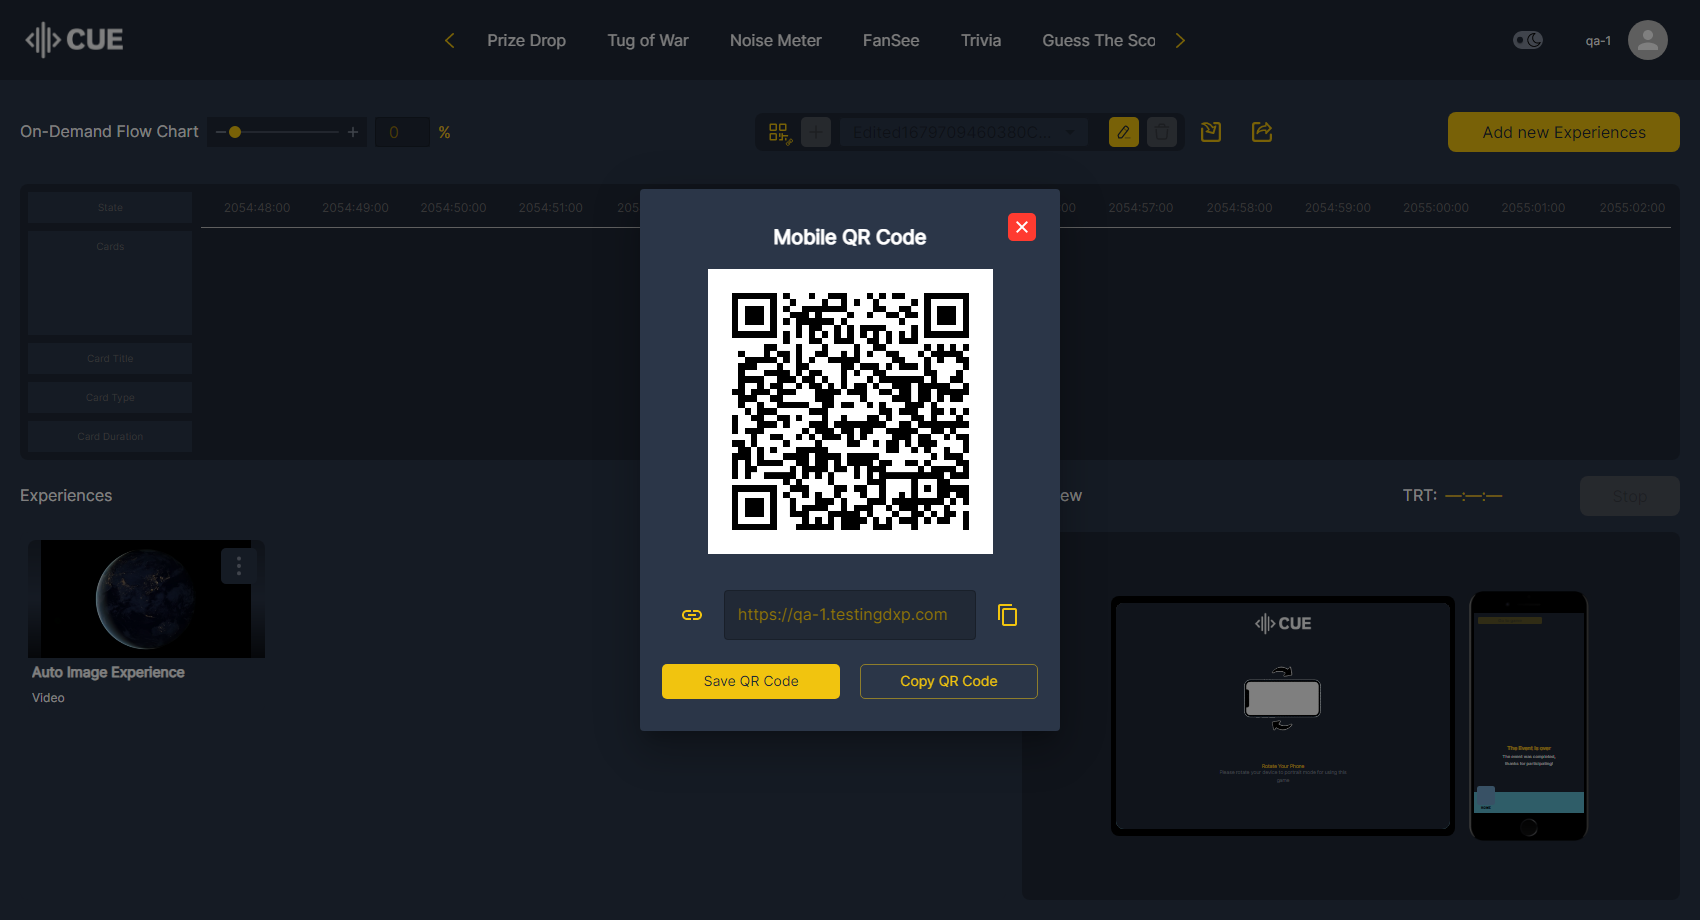 CUE
Prize Drop
Tug of War
Noise Meter
FanSee
Trivia
Guess The Sco
qa-1
On-Demand Flow Chart
0
%
Edited1679709460380C...
Add new Experiences
State
2054:48:00
2054:49:00
2054:50:00
2054:51:00
205
00
2054:57:00
2054:58:00
2054:59:00
2055:00:00
2055:01:00
2055:02:00
Cards
Card Title
Card Type
Card Duration
Mobile QR Code
https://qa-1.testingdxp.com
Save QR Code
Copy QR Code
Experiences
ew
TRT: —:—:—
Stop
Auto Image Experience
Video
CUE
Rotate Your Phone
Please rotate your device to portrait mode for using this
game
The Event is over
The event was completed,
thanks for participating!